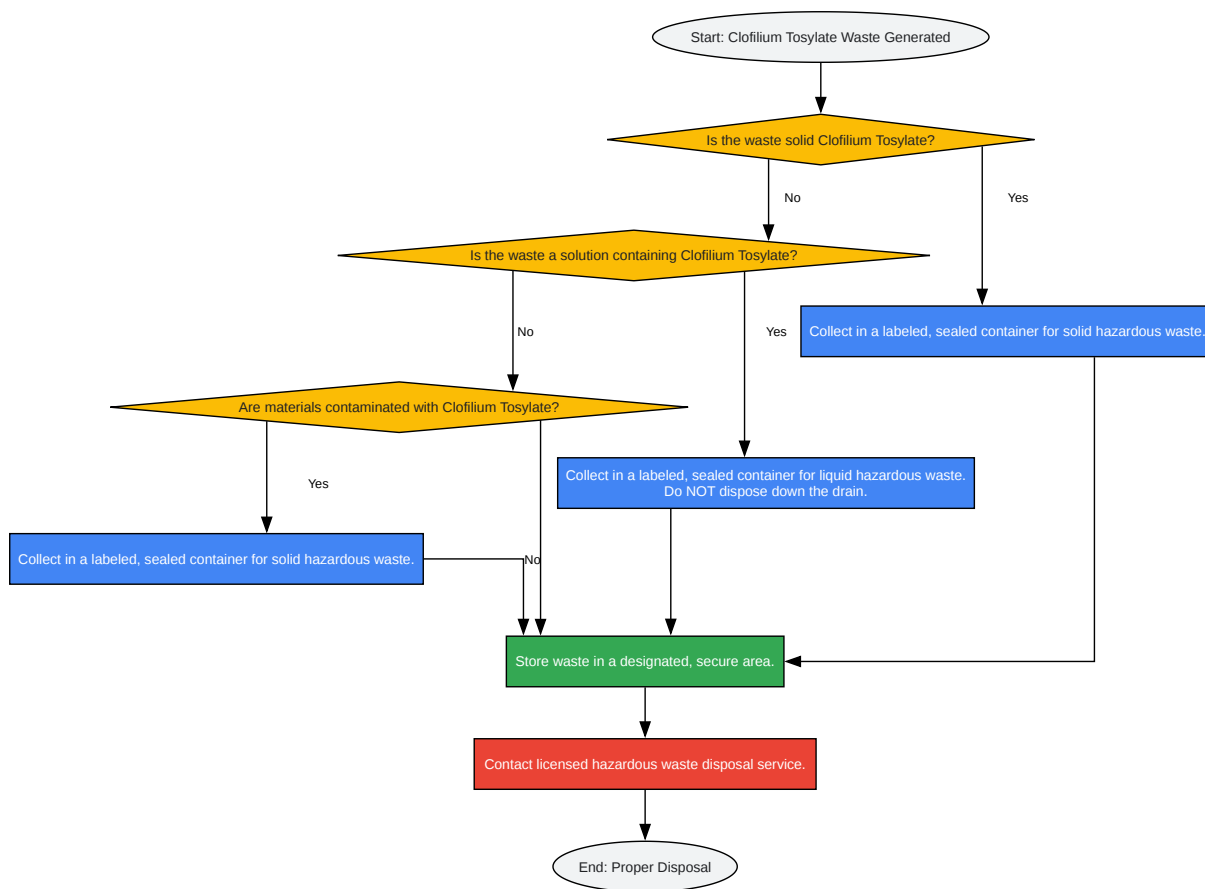 Start: Clofilium Tosylate Waste Generated
Is the waste solid Clofilium Tosylate?
No
Yes
Is the waste a solution containing Clofilium Tosylate?
No
Yes
Collect in a labeled, sealed container for solid hazardous waste.
Are materials contaminated with Clofilium Tosylate?
Yes
Collect in a labeled, sealed container for liquid hazardous waste.
Do NOT dispose down the drain.
Collect in a labeled, sealed container for solid hazardous waste.
No
Store waste in a designated, secure area.
Contact licensed hazardous waste disposal service.
End: Proper Disposal